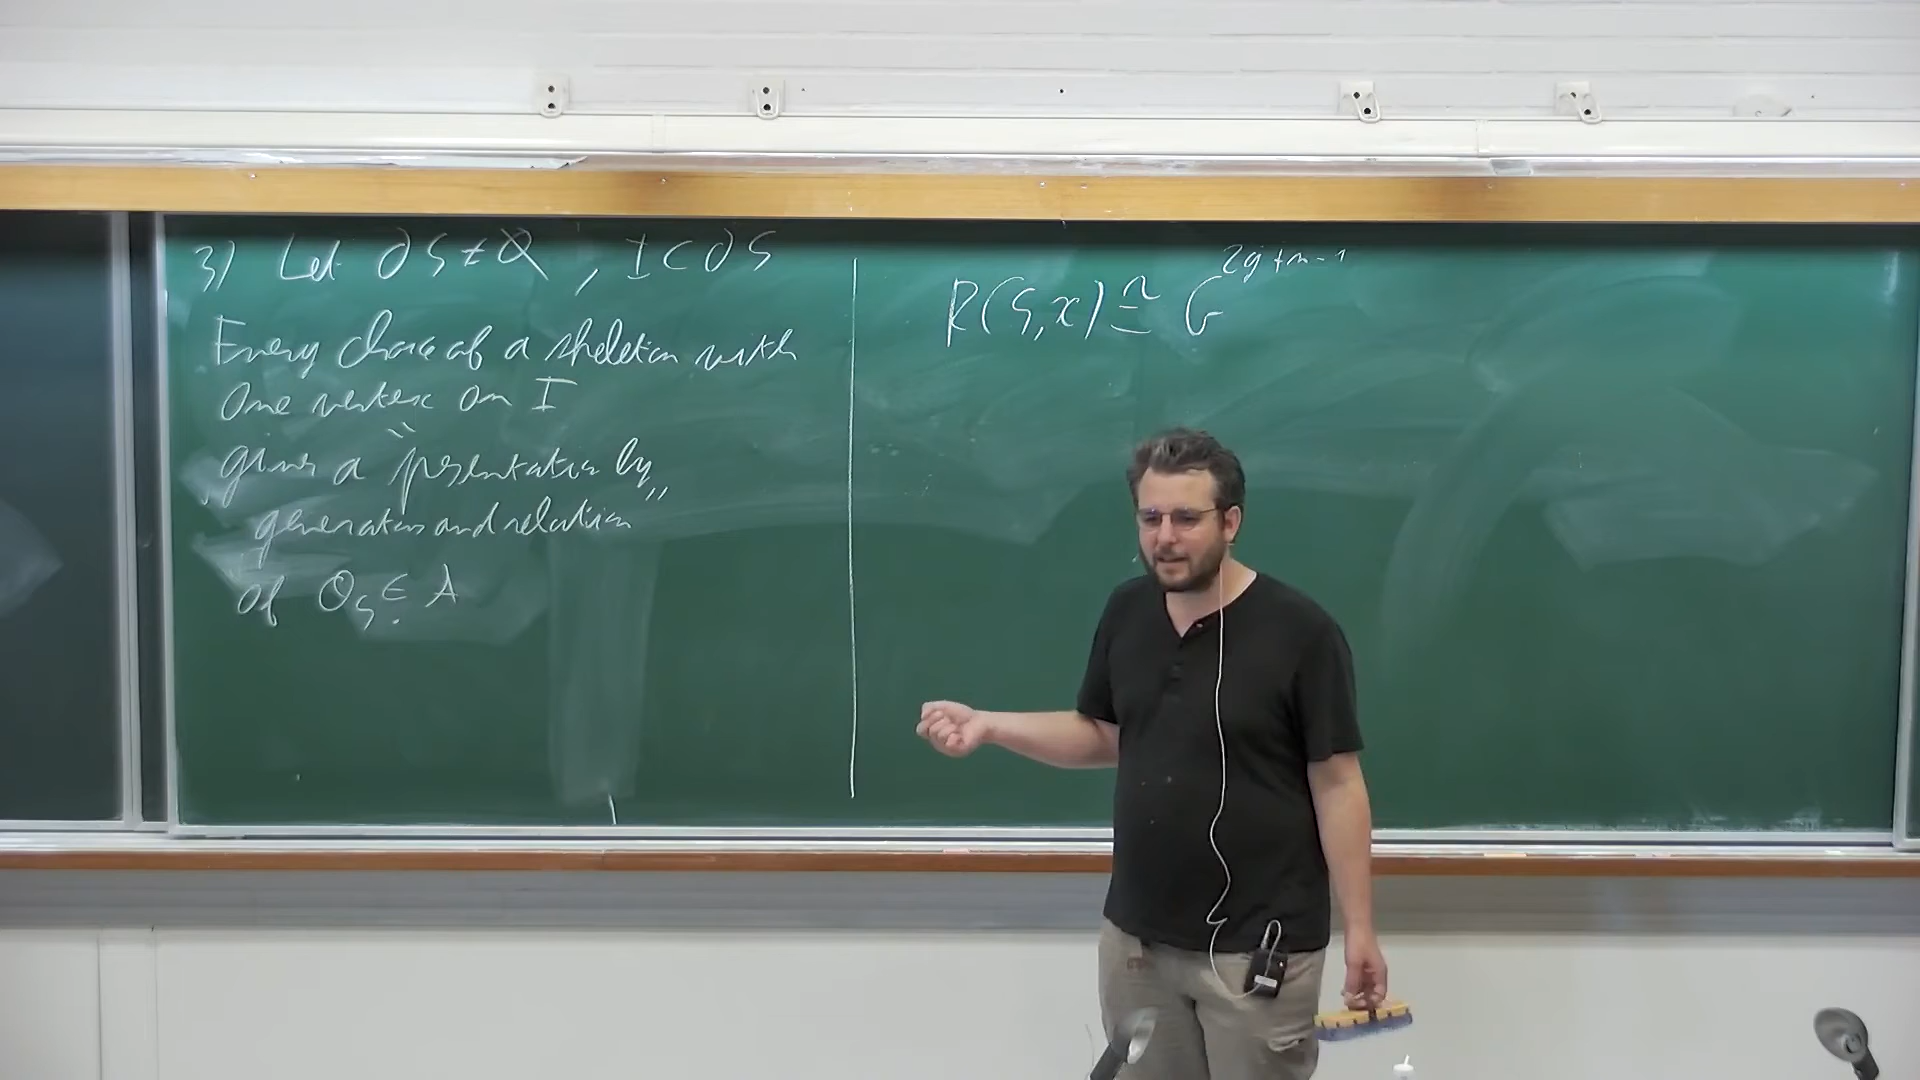 3) Let ∂S ≠ Ø, I ⊂ ∂S
Every choice of a skeleton with
one vertex on I
gives a "presentation by
generators and relation"
of O_S ∈ A.
R(S,x) ≅ G^{2g+n-1}